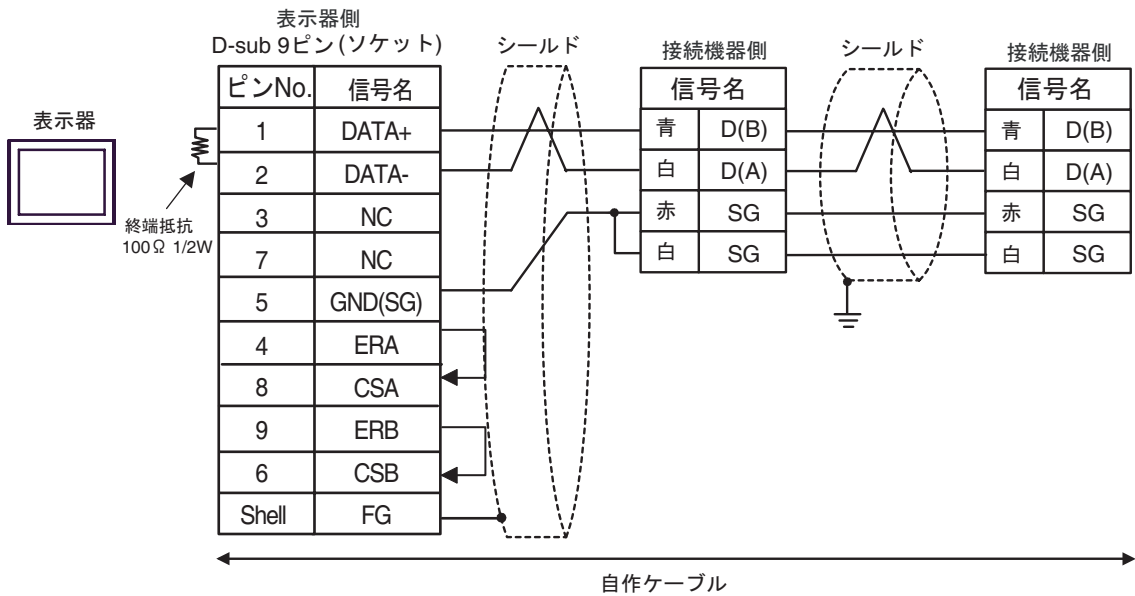 表示器側
D-sub 9ピン(ソケット)
シールド
接続機器側
シールド
接続機器側
表示器
終端抵抗
100Ω 1/2W
ピンNo. 信号名
1 DATA+
2 DATA-
3 NC
7 NC
5 GND(SG)
4 ERA
8 CSA
9 ERB
6 CSB
Shell FG
信号名
青 D(B)
白 D(A)
赤 SG
白 SG
信号名
青 D(B)
白 D(A)
赤 SG
白 SG
自作ケーブル